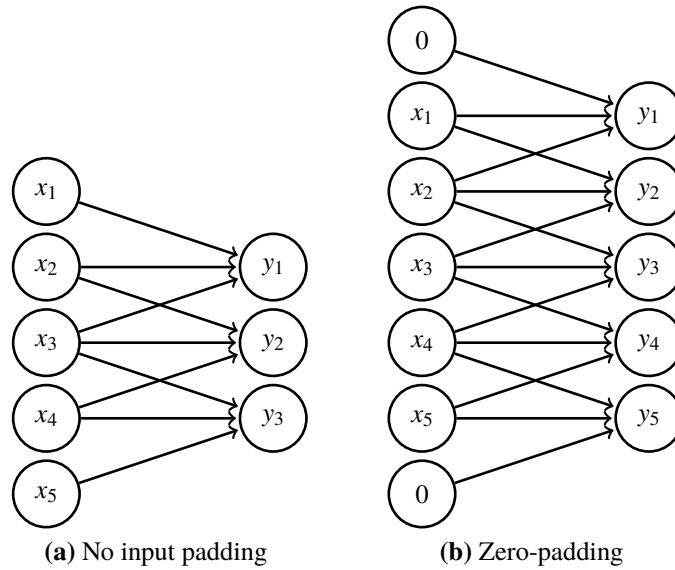 0
x1
y1
x2
y2
x3
y3
x4
y4
x5
y5
0
x1
x2
y1
x3
y2
x4
y3
x5
(a) No input padding
(b) Zero-padding